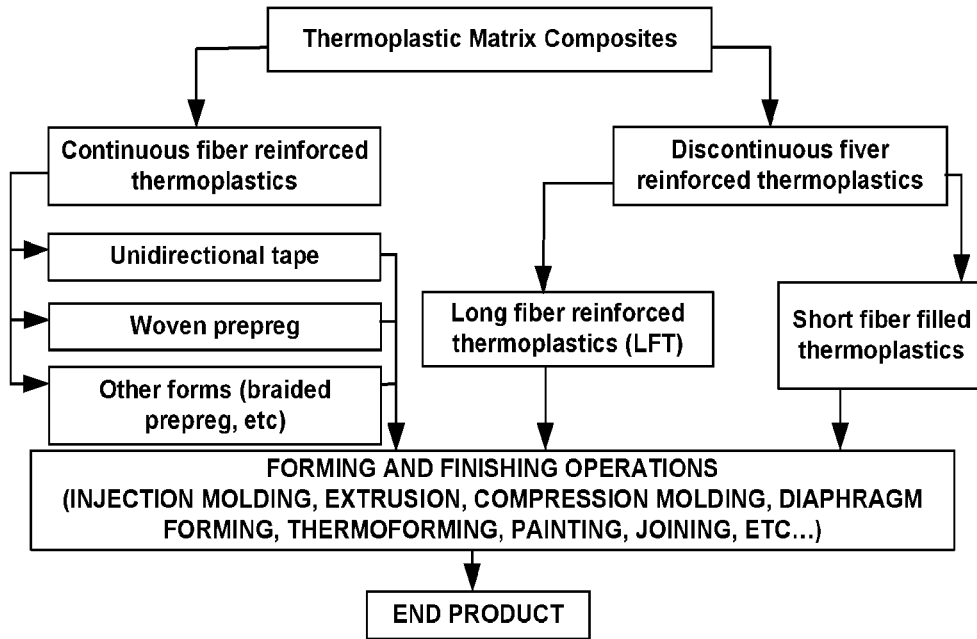 Thermoplastic Matrix Composites
Continuous fiber reinforced
thermoplastics
Discontinuous fiver
reinforced thermoplastics
Unidirectional tape
Woven prepreg
Other forms (braided
prepreg, etc)
Long fiber reinforced
thermoplastics (LFT)
Short fiber filled
thermoplastics
FORMING AND FINISHING OPERATIONS
(INJECTION MOLDING, EXTRUSION, COMPRESSION MOLDING, DIAPHRAGM
FORMING, THERMOFORMING, PAINTING, JOINING, ETC...)
END PRODUCT